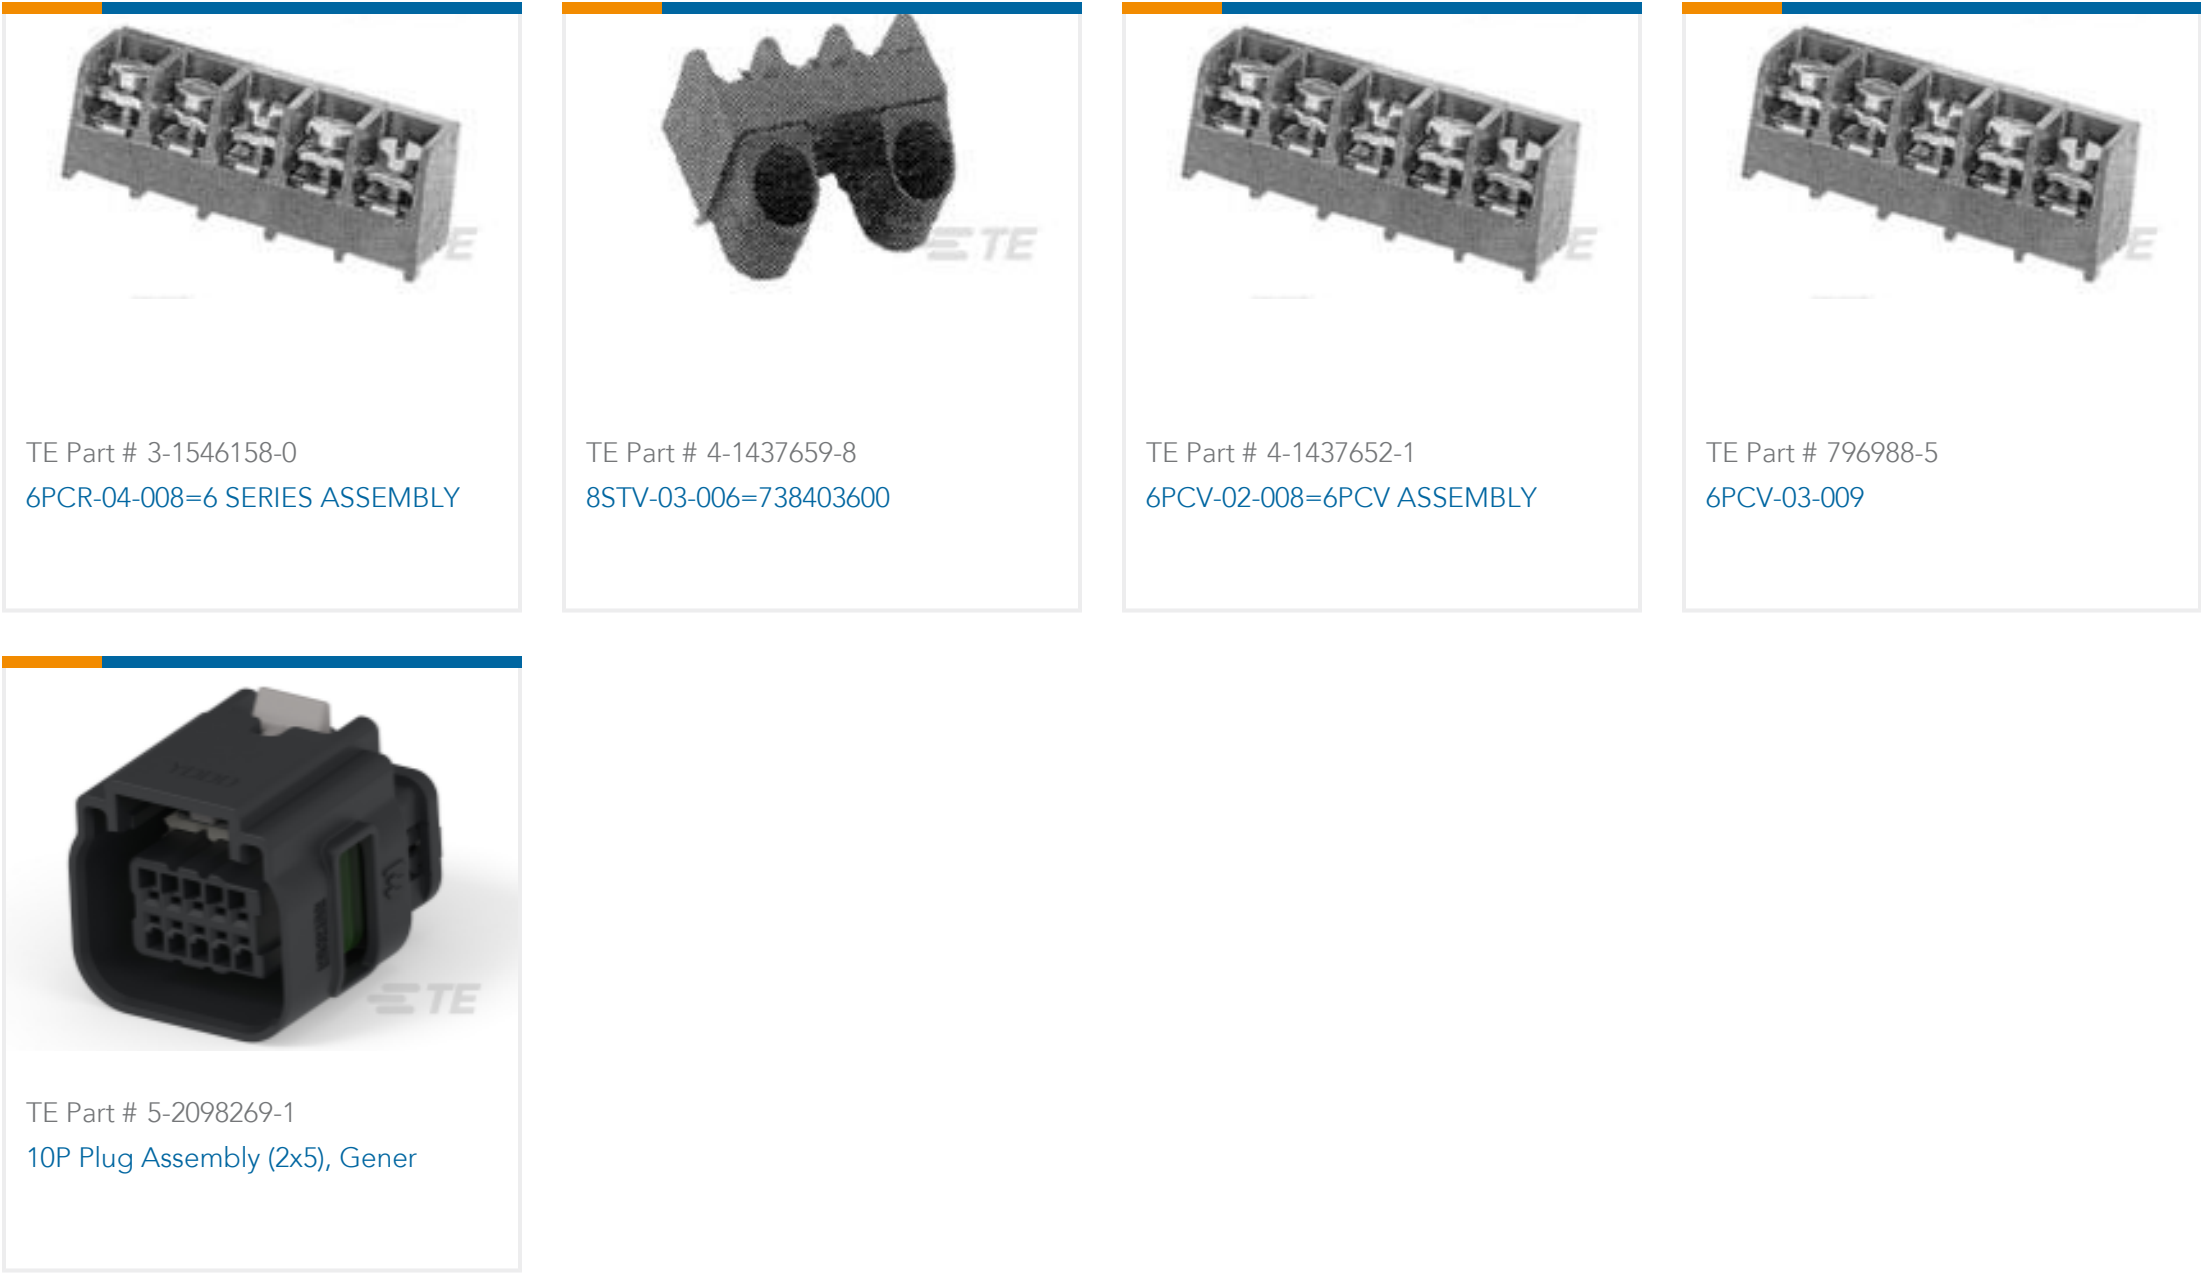 E
TE
E
E
TE Part # 3-1546158-0
6PCR-04-008=6 SERIES ASSEMBLY
TE Part # 4-1437659-8
8STV-03-006=738403600
TE Part # 4-1437652-1
6PCV-02-008=6PCV ASSEMBLY
TE Part # 796988-5
6PCV-03-009
TE
TE Part # 5-2098269-1
10P Plug Assembly (2x5), Gener